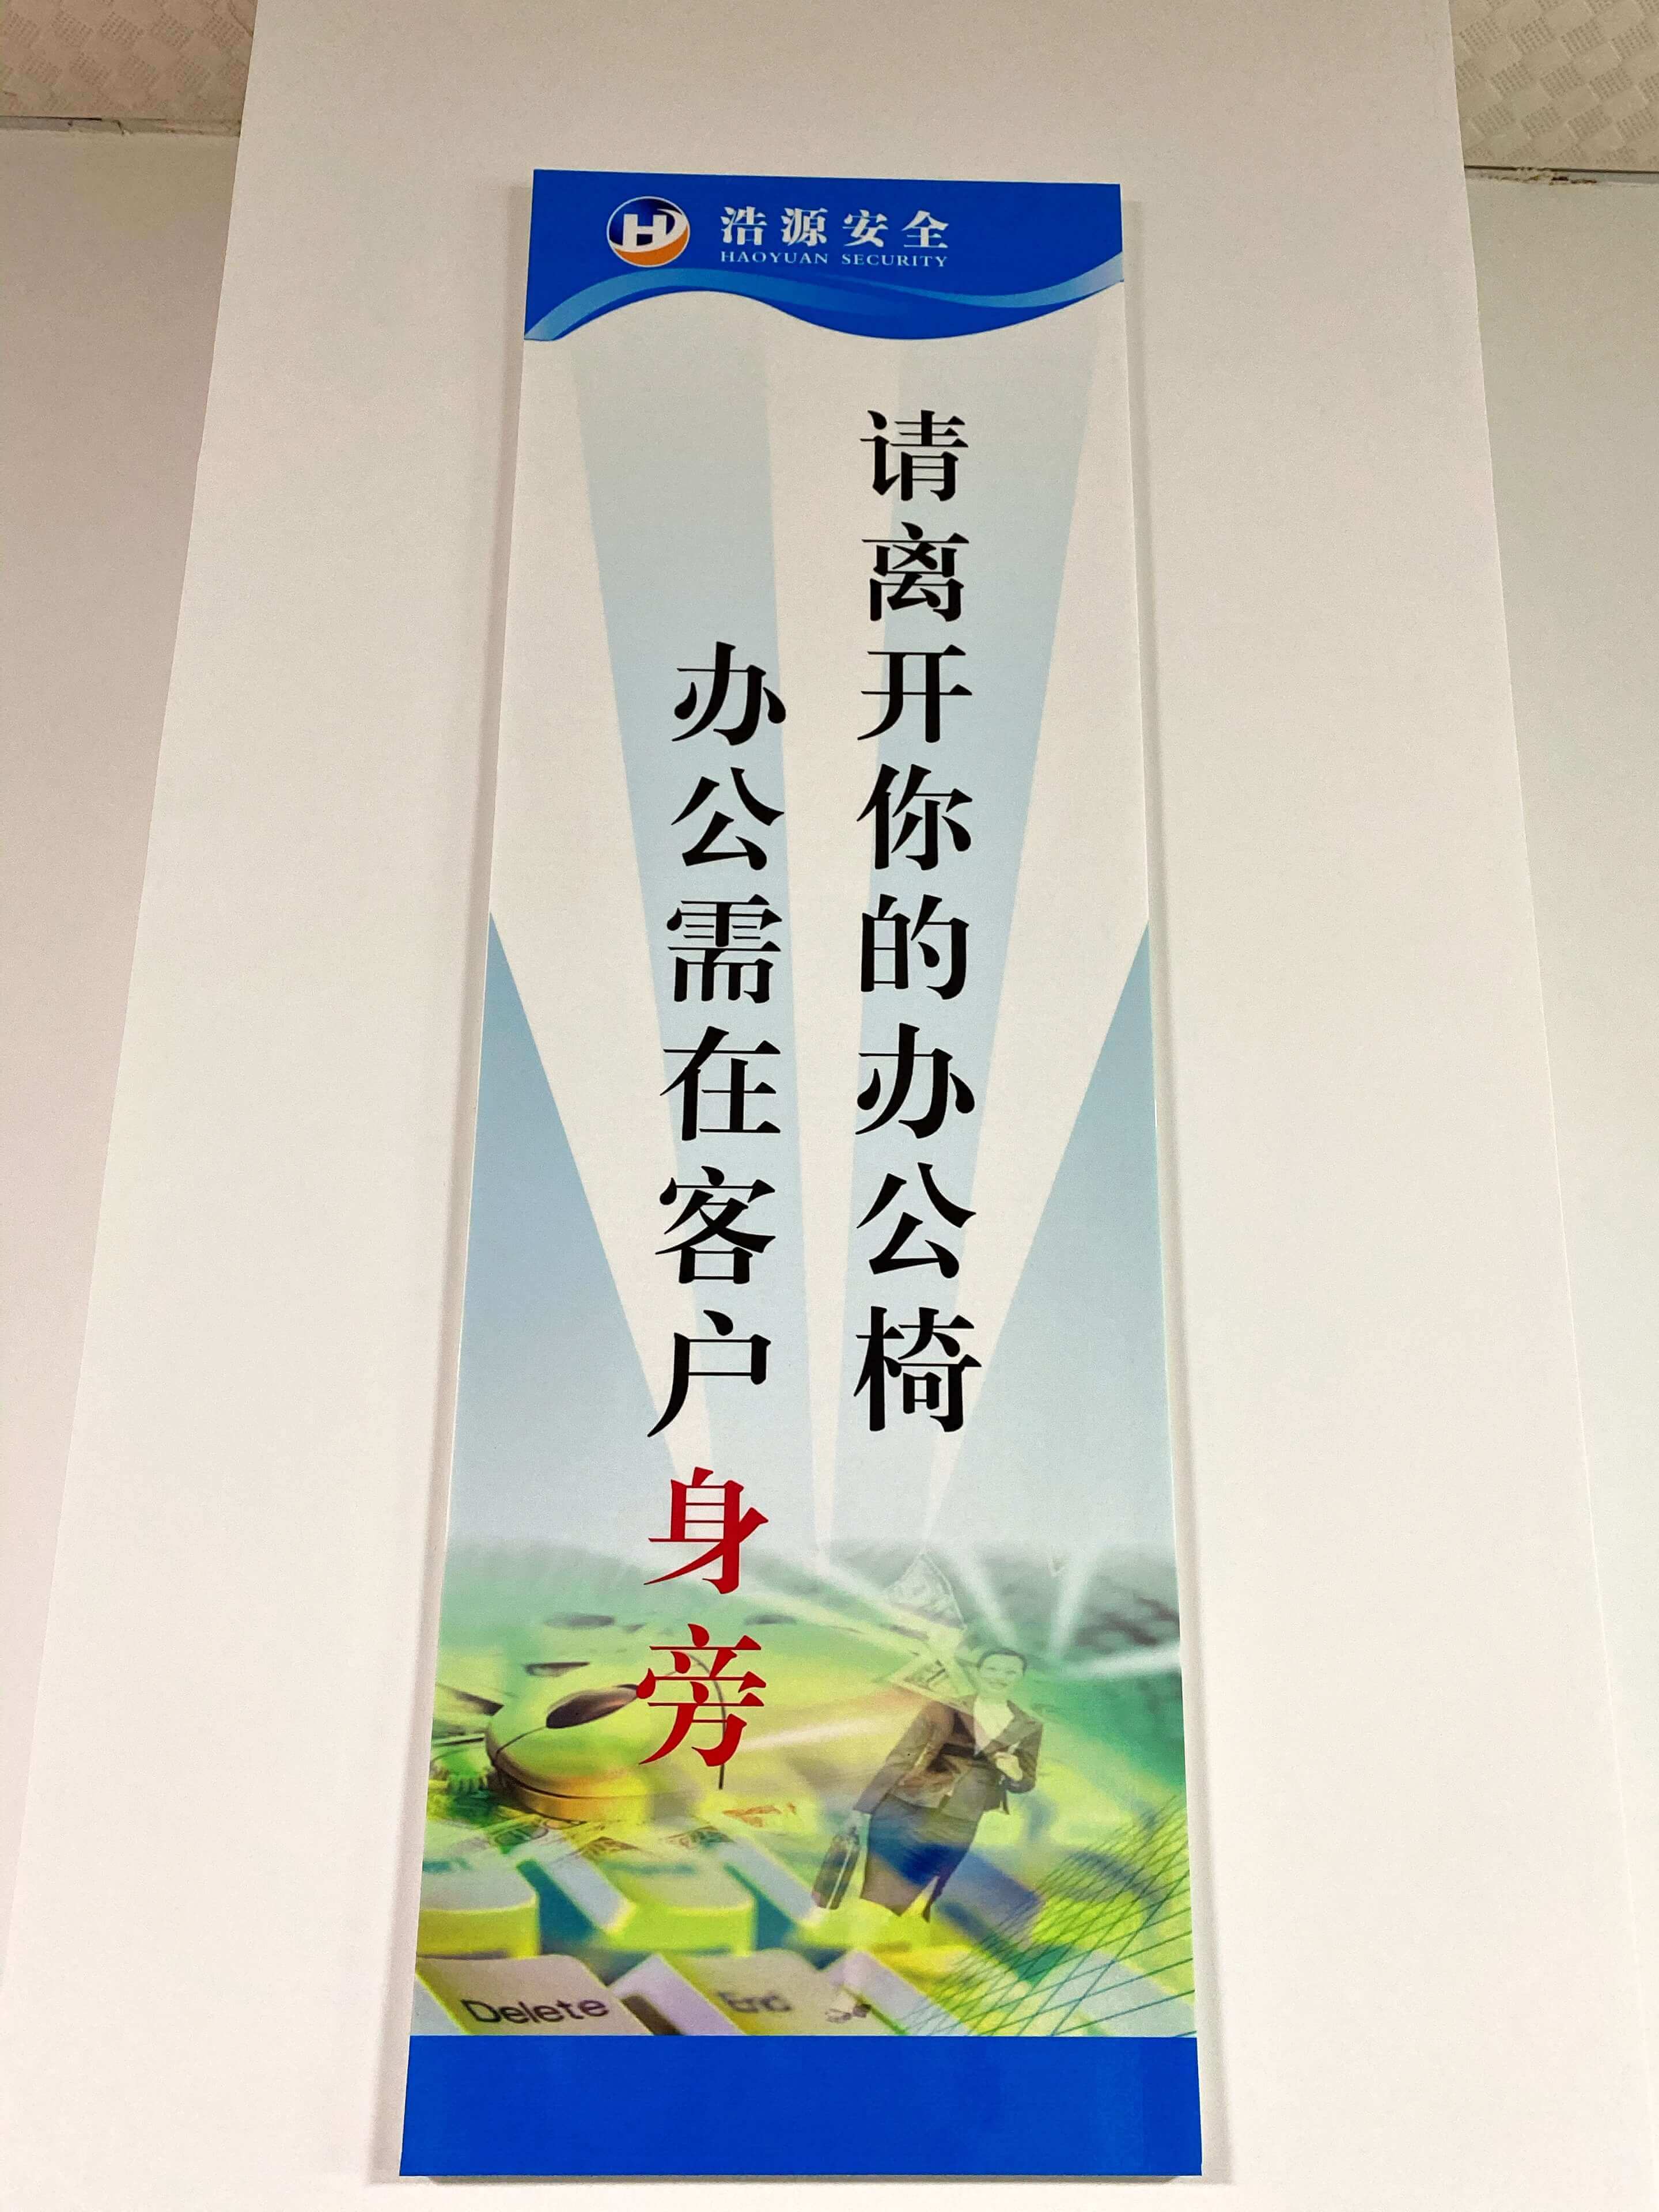 浩源安全
HAOYUAN SECURITY
请离开你的办公椅
办公需在客户身旁
Delete
End